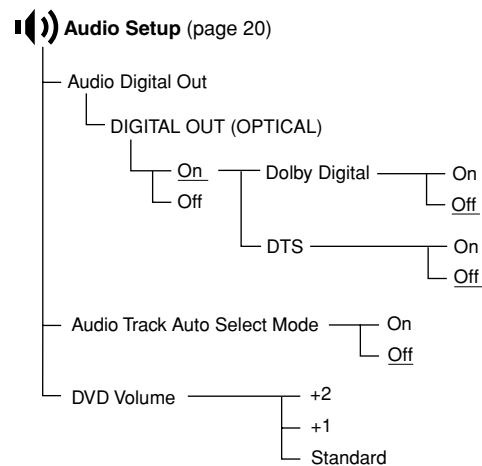 Audio Setup (page 20)
Audio Digital Out
DIGITAL OUT (OPTICAL)
On Dolby Digital On
Off Off
DTS On
Off
Audio Track Auto Select Mode On
Off
DVD Volume +2
+1
Standard